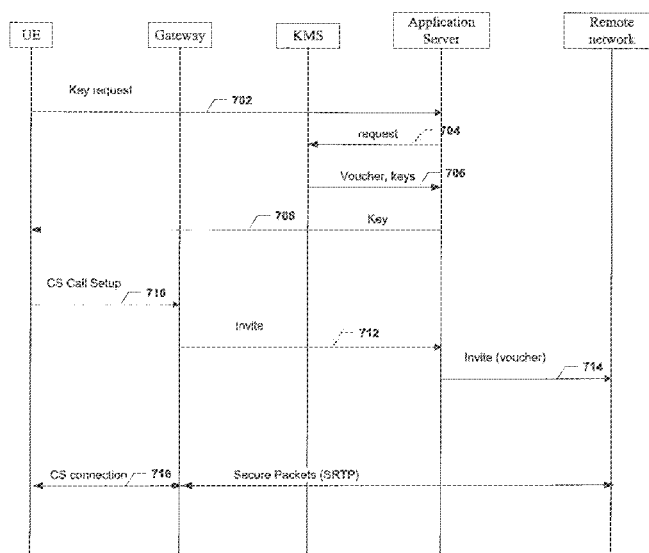 UE
Gateway
KMS
Application
Server
Remote
network
Key request
702
request
704
Voucher, keys
706
708
Key
CS Call Setup
710
Invite
712
Invite (voucher)
714
CS connection
716
Secure Packets (SRTP)